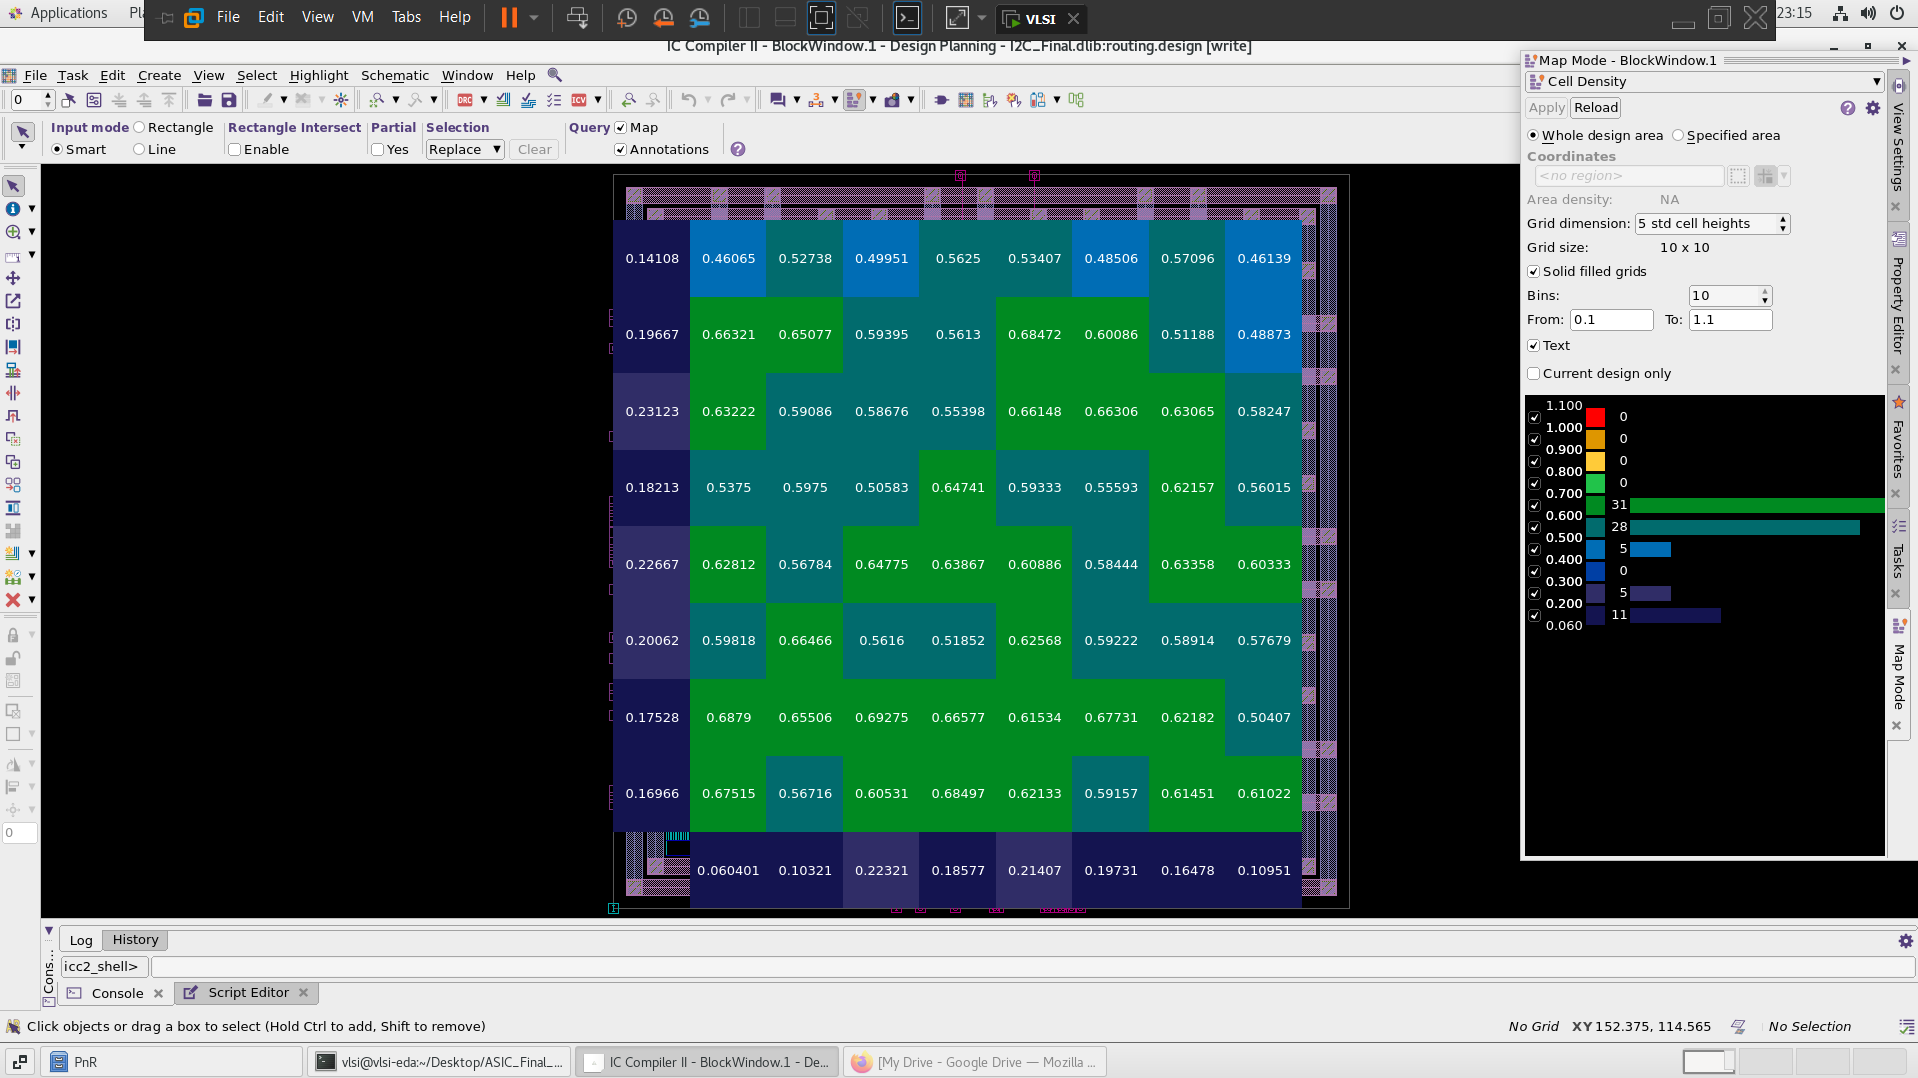 Applications
Pl
File Edit View VM Tabs Help
VLSI
23:15
IC Compiler II - BlockWindow.1 - Design Planning - I2C_Final.dlib:routing.design [write]
File Task Edit Create View Select Highlight Schematic Window Help
0
DRC
ICV
Input mode Rectangle Rectangle Intersect Partial Selection Query Map
Smart Line Enable Yes Replace Clear Annotations
0.14108 0.46065 0.52738 0.49951 0.5625 0.53407 0.48506 0.57096 0.46139
0.19667 0.66321 0.65077 0.59395 0.5613 0.68472 0.60086 0.51188 0.48873
0.23123 0.63222 0.59086 0.58676 0.55398 0.66148 0.66306 0.63065 0.58247
0.18213 0.5375 0.5975 0.50583 0.64741 0.59333 0.55593 0.62157 0.56015
0.22667 0.62812 0.56784 0.64775 0.63867 0.60886 0.58444 0.63358 0.60333
0.20062 0.59818 0.66466 0.5616 0.51852 0.62568 0.59222 0.58914 0.57679
0.17528 0.6879 0.65506 0.69275 0.66577 0.61534 0.67731 0.62182 0.50407
0.16966 0.67515 0.56716 0.60531 0.68497 0.62133 0.59157 0.61451 0.61022
0.060401 0.10321 0.22321 0.18577 0.21407 0.19731 0.16478 0.10951
0
Map Mode - BlockWindow.1
Cell Density
Apply Reload
Whole design area Specified area
Coordinates
<no region>
Area density: NA
Grid dimension: 5 std cell heights
Grid size: 10 x 10
Solid filled grids
Bins: 10
From: 0.1 To: 1.1
Text
Current design only
1.100
0
1.000
0
0.900
0
0.800
0
0.700
31
0.600
28
0.500
5
0.400
0
0.300
5
0.200
11
0.060
View Settings
Property Editor
Favorites
Tasks
Map Mode
Log History
Cons...
icc2_shell>
Console Script Editor
Click objects or drag a box to select (Hold Ctrl to add, Shift to remove)
No Grid XY 152.375, 114.565 No Selection
PnR
vlsi@vlsi-eda:~/Desktop/ASIC_Final_...
IC Compiler II - BlockWindow.1 - De...
[My Drive - Google Drive — Mozilla ...